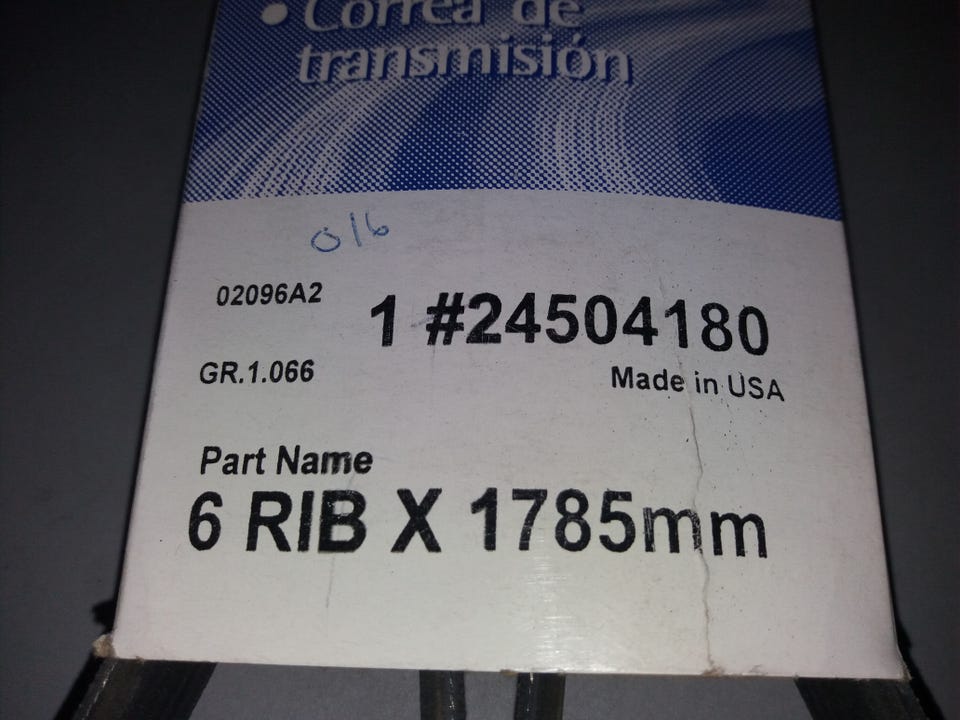 • Correa de
transmisión
016
02096A2
1 #24504180
GR.1.066
Made in USA
Part Name
6 RIB X 1785mm